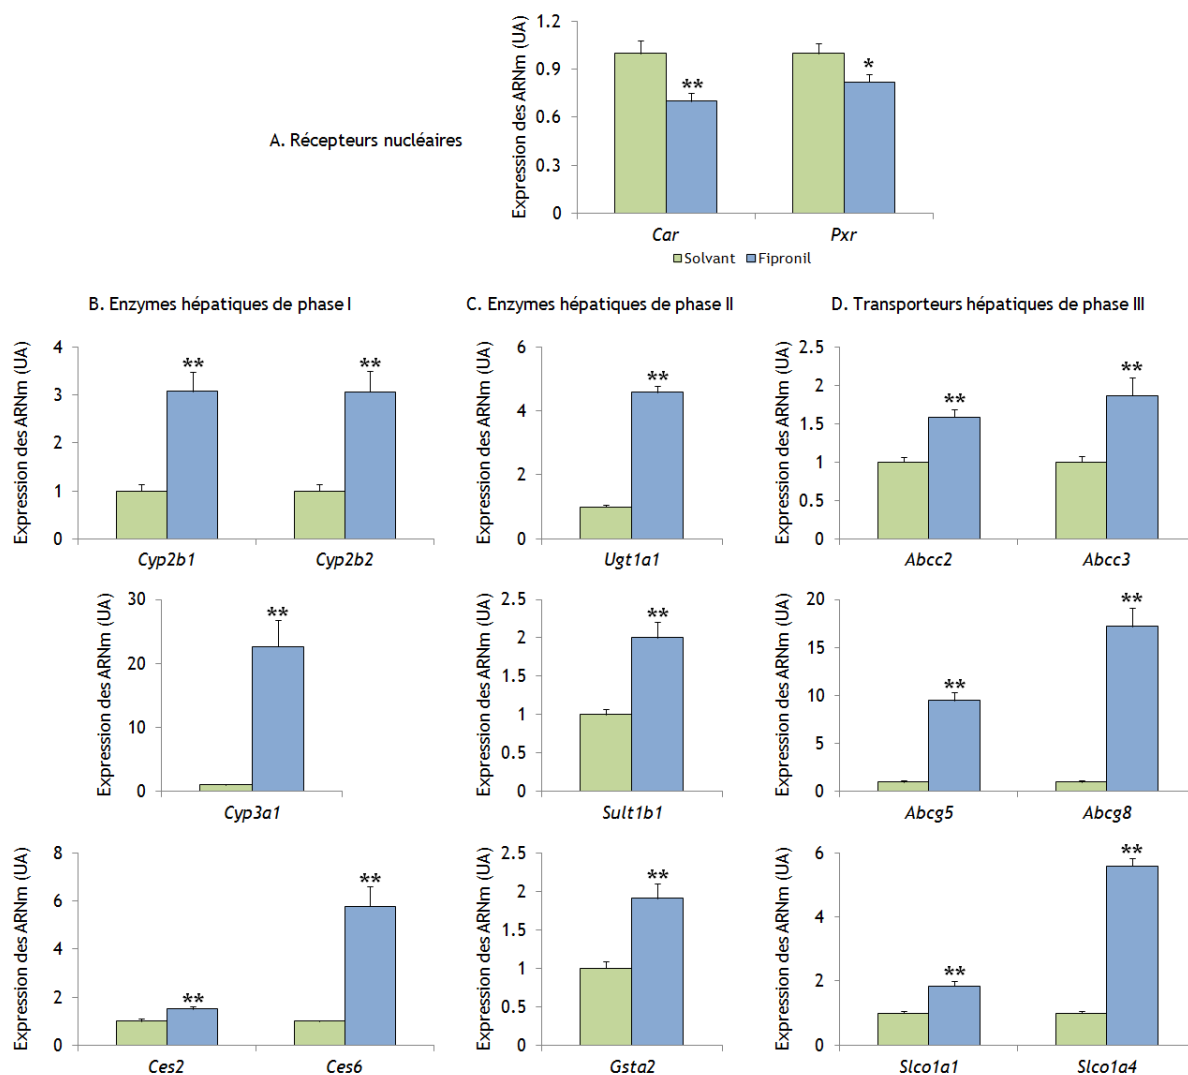 1.2
0.9
0.6
0.3
0
Expression des ARNm (UA)
** *
A. Récepteurs nucléaires
Car Pxr
Solvant Fipronil
B. Enzymes hépatiques de phase I
C. Enzymes hépatiques de phase II
D. Transporteurs hépatiques de phase III
4
3
2
1
0
Expression des ARNm (UA)
** **
Cyp2b1 Cyp2b2
6
4
2
0
Expression des ARNm (UA)
**
Ugt1a1
2.5
2
1.5
1
0.5
0
Expression des ARNm (UA)
** **
Abcc2 Abcc3
30
20
10
0
Expression des ARNm (UA)
**
Cyp3a1
2.5
2
1.5
1
0.5
0
Expression des ARNm (UA)
**
Sult1b1
20
15
10
5
0
Expression des ARNm (UA)
** **
Abcg5 Abcg8
8
6
4
2
0
Expression des ARNm (UA)
** **
Ces2 Ces6
2.5
2
1.5
1
0.5
0
Expression des ARNm (UA)
**
Gsta2
6
4
2
0
Expression des ARNm (UA)
** **
Slco1a1 Slco1a4